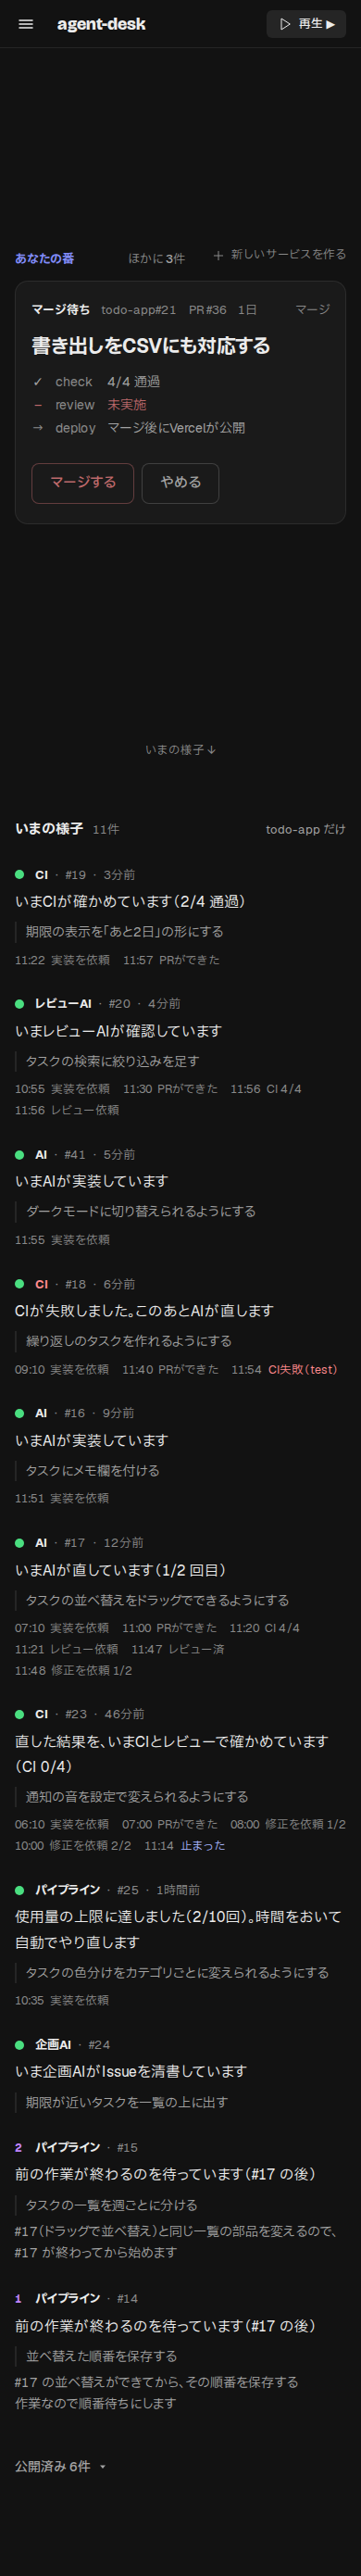 agent-desk
再生 ▶
あなたの番 ほかに3件 ＋ 新しいサービスを作る
マージ待ち todo-app#21 PR#36 1日 マージ
書き出しをCSVにも対応する
✓ check 4/4 通過
– review 未実施
→ deploy マージ後にVercelが公開
マージする やめる
いまの様子 ↓
いまの様子 11件 todo-app だけ
CI · #19 · 3分前
いまCIが確かめています（2/4 通過）
期限の表示を「あと2日」の形にする
11:22 実装を依頼 11:57 PRができた
レビューAI · #20 · 4分前
いまレビューAIが確認しています
タスクの検索に絞り込みを足す
10:55 実装を依頼 11:30 PRができた 11:56 CI 4/4
11:56 レビュー依頼
AI · #41 · 5分前
いまAIが実装しています
ダークモードに切り替えられるようにする
11:55 実装を依頼
CI · #18 · 6分前
CIが失敗しました。このあとAIが直します
繰り返しのタスクを作れるようにする
09:10 実装を依頼 11:40 PRができた 11:54 CI失敗（test）
AI · #16 · 9分前
いまAIが実装しています
タスクにメモ欄を付ける
11:51 実装を依頼
AI · #17 · 12分前
いまAIが直しています（1/2 回目）
タスクの並べ替えをドラッグでできるようにする
07:10 実装を依頼 11:00 PRができた 11:20 CI 4/4
11:21 レビュー依頼 11:47 レビュー済
11:48 修正を依頼 1/2
CI · #23 · 46分前
直した結果を、いまCIとレビューで確かめています
（CI 0/4）
通知の音を設定で変えられるようにする
06:10 実装を依頼 07:00 PRができた 08:00 修正を依頼 1/2
10:00 修正を依頼 2/2 11:14 止まった
パイプライン · #25 · 1時間前
使用量の上限に達しました（2/10回）。時間をおいて
自動でやり直します
タスクの色分けをカテゴリごとに変えられるようにする
10:35 実装を依頼
企画AI · #24
いま企画AIがIssueを清書しています
期限が近いタスクを一覧の上に出す
2 パイプライン · #15
前の作業が終わるのを待っています（#17 の後）
タスクの一覧を週ごとに分ける
#17（ドラッグで並べ替え）と同じ一覧の部品を変えるので、
#17 が終わってから始めます
1 パイプライン · #14
前の作業が終わるのを待っています（#17 の後）
並べ替えた順番を保存する
#17 の並べ替えができてから、その順番を保存する
作業なので順番待ちにします
公開済み 6件